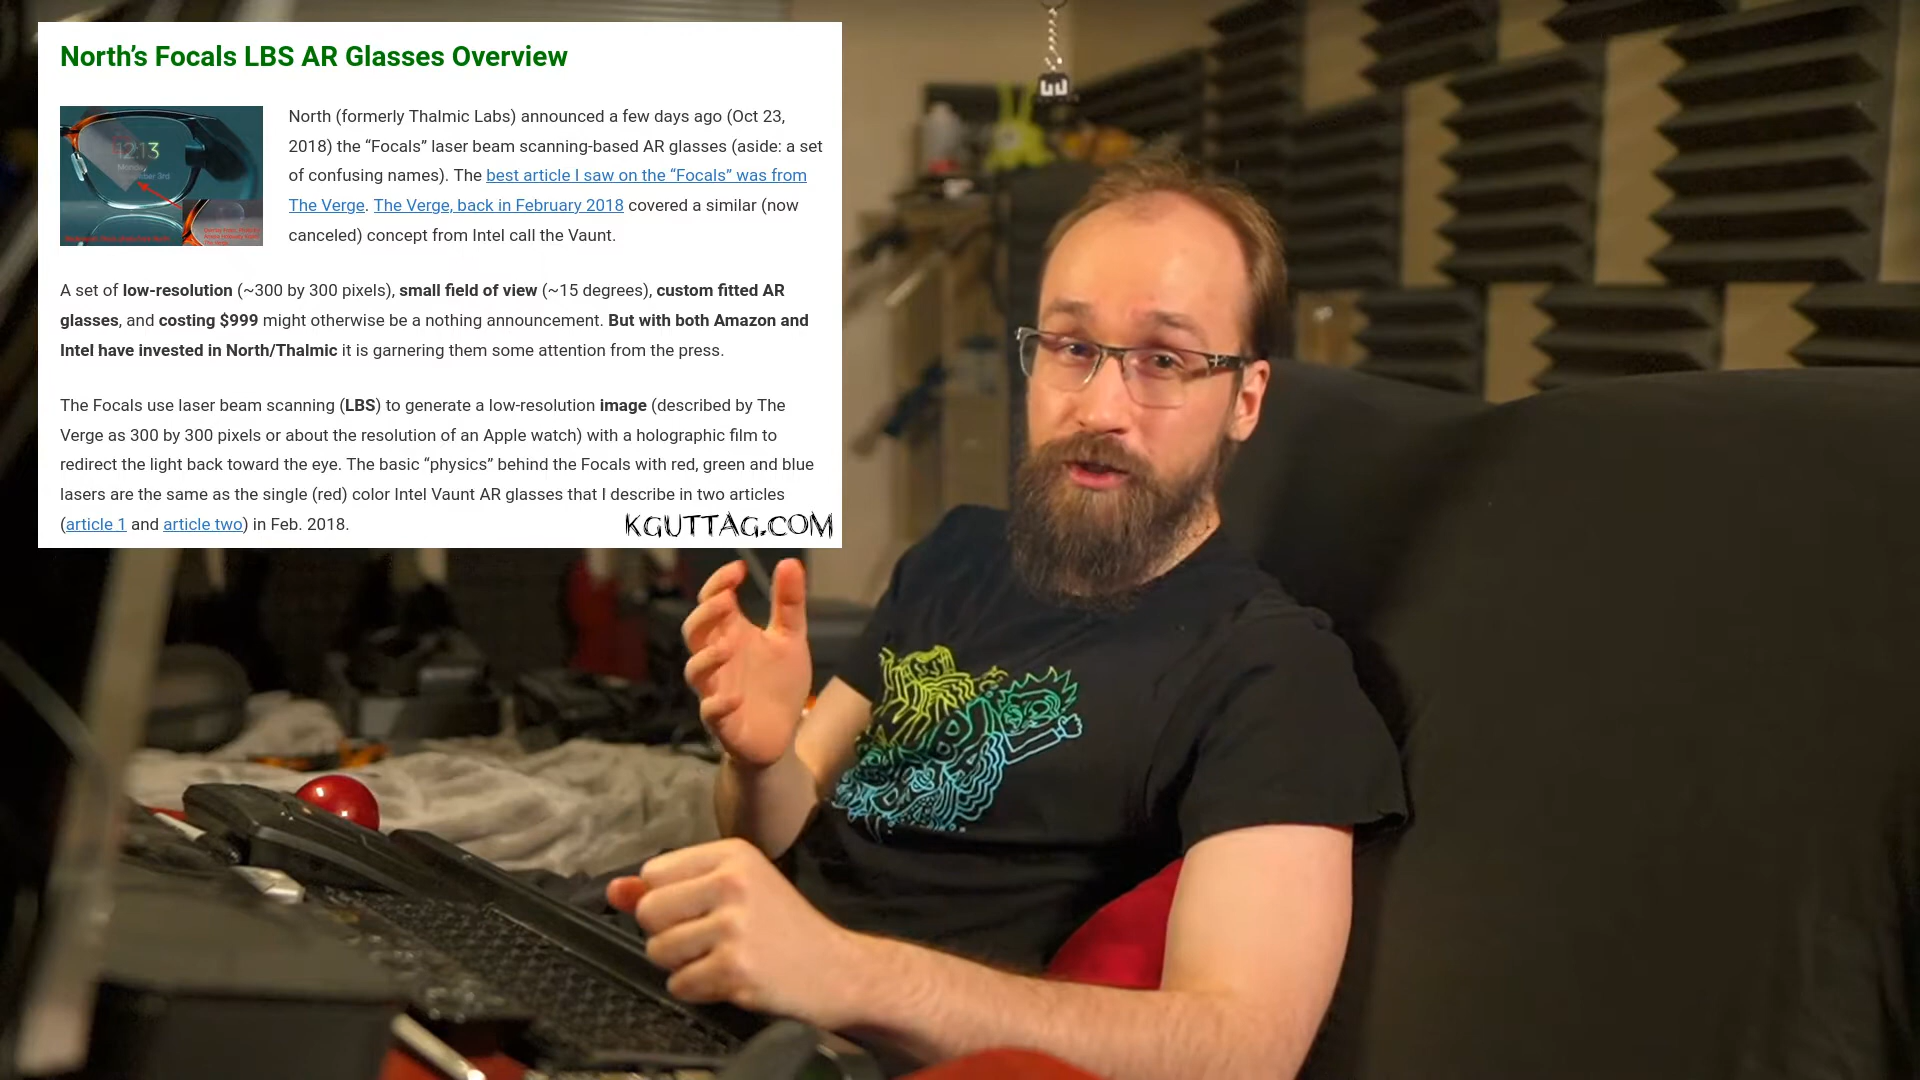 North’s Focals LBS AR Glasses Overview
North (formerly Thalmic Labs) announced a few days ago (Oct 23,
2018) the “Focals” laser beam scanning-based AR glasses (aside: a set
of confusing names). The best article I saw on the “Focals” was from
The Verge. The Verge, back in February 2018 covered a similar (now
canceled) concept from Intel call the Vaunt.
12:13
Monday
A set of low-resolution (~300 by 300 pixels), small field of view (~15 degrees), custom fitted AR
glasses, and costing $999 might otherwise be a nothing announcement. But with both Amazon and
Intel have invested in North/Thalmic it is garnering them some attention from the press.
The Focals use laser beam scanning (LBS) to generate a low-resolution image (described by The
Verge as 300 by 300 pixels or about the resolution of an Apple watch) with a holographic film to
redirect the light back toward the eye. The basic “physics” behind the Focals with red, green and blue
lasers are the same as the single (red) color Intel Vaunt AR glasses that I describe in two articles
(article 1 and article two) in Feb. 2018.
KGUTTAG.COM